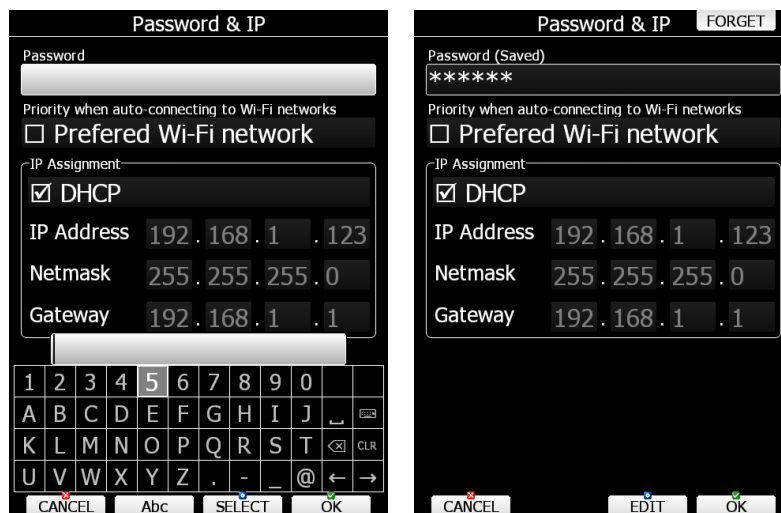 Password & IP
Password
Priority when auto-connecting to Wi-Fi networks
Prefered Wi-Fi network
IP Assignment
DHCP
IP Address 192 . 168 . 1 . 123
Netmask 255 . 255 . 255 . 0
Gateway 192 . 168 . 1 . 1
1 2 3 4 5 6 7 8 9 0
A B C D E F G H I J ⎵
K L M N O P Q R S T ⌫ CLR
U V W X Y Z . - _ @ ← →
CANCEL Abc SELECT OK
Password & IP FORGET
Password (Saved)
******
Priority when auto-connecting to Wi-Fi networks
Prefered Wi-Fi network
IP Assignment
DHCP
IP Address 192 . 168 . 1 . 123
Netmask 255 . 255 . 255 . 0
Gateway 192 . 168 . 1 . 1
CANCEL EDIT OK